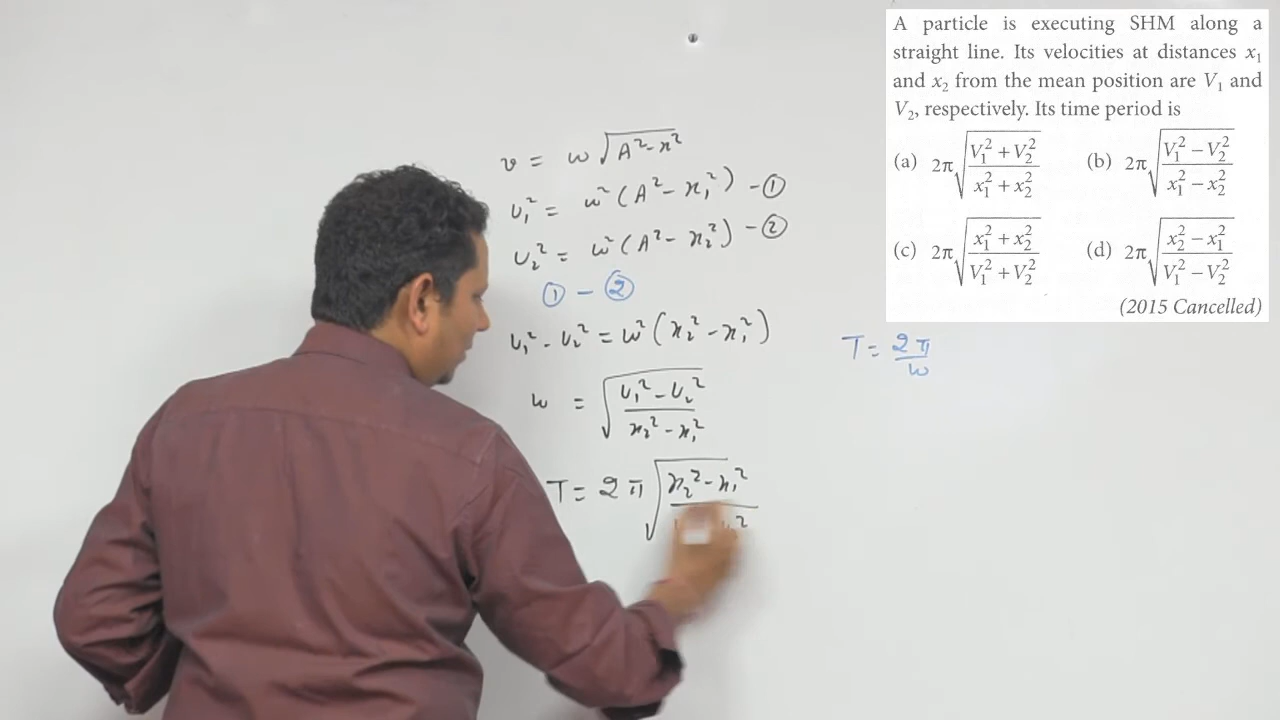 A particle is executing SHM along a
straight line. Its velocities at distances x₁
and x₂ from the mean position are V₁ and
V₂, respectively. Its time period is
(a) 2π√((V₁² + V₂²)/(x₁² + x₂²)) (b) 2π√((V₁² − V₂²)/(x₁² − x₂²))
(c) 2π√((x₁² + x₂²)/(V₁² + V₂²)) (d) 2π√((x₂² − x₁²)/(V₁² − V₂²))
(2015 Cancelled)
v = w√(A² − x²)
v₁² = w²(A² − x₁²) − ①
v₂² = w²(A² − x₂²) − ②
① − ②
v₁² − v₂² = w²(x₂² − x₁²)
w = √((v₁² − v₂²)/(x₂² − x₁²))
T = 2π√((x₂² − x₁²)/
T = 2π/w